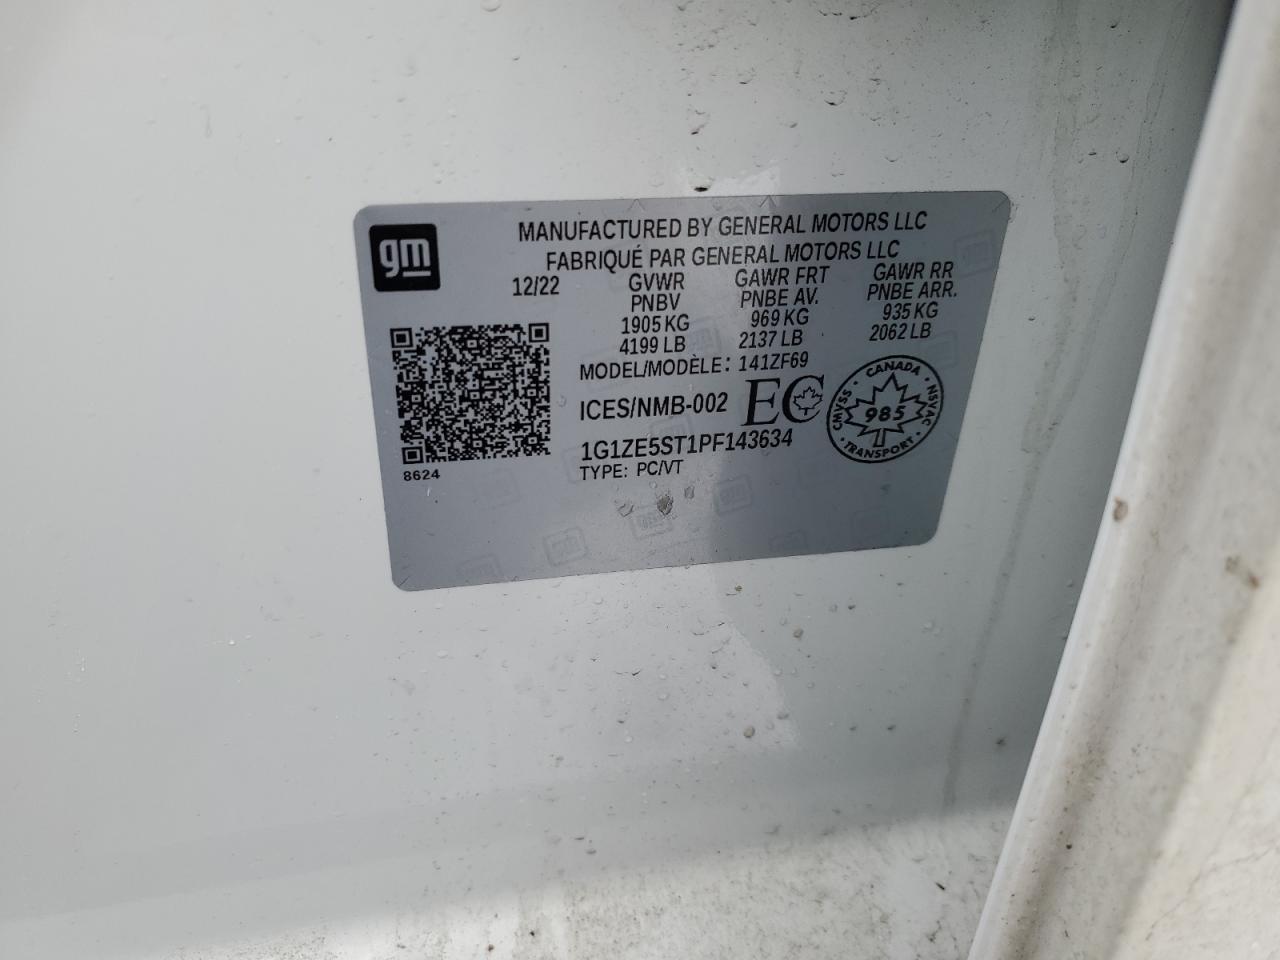 gm
MANUFACTURED BY GENERAL MOTORS LLC
FABRIQUÉ PAR GENERAL MOTORS LLC
12/22 GVWR GAWR FRT GAWR RR
PNBV PNBE AV. PNBE ARR.
1905 KG 969 KG 935 KG
4199 LB 2137 LB 2062 LB
MODEL/MODÈLE: 141ZF69
ICES/NMB-002 EC
CANADA
CMVSS 985 NSVAC
TRANSPORT
1G1ZE5ST1PF143634
TYPE: PC/VT
8624